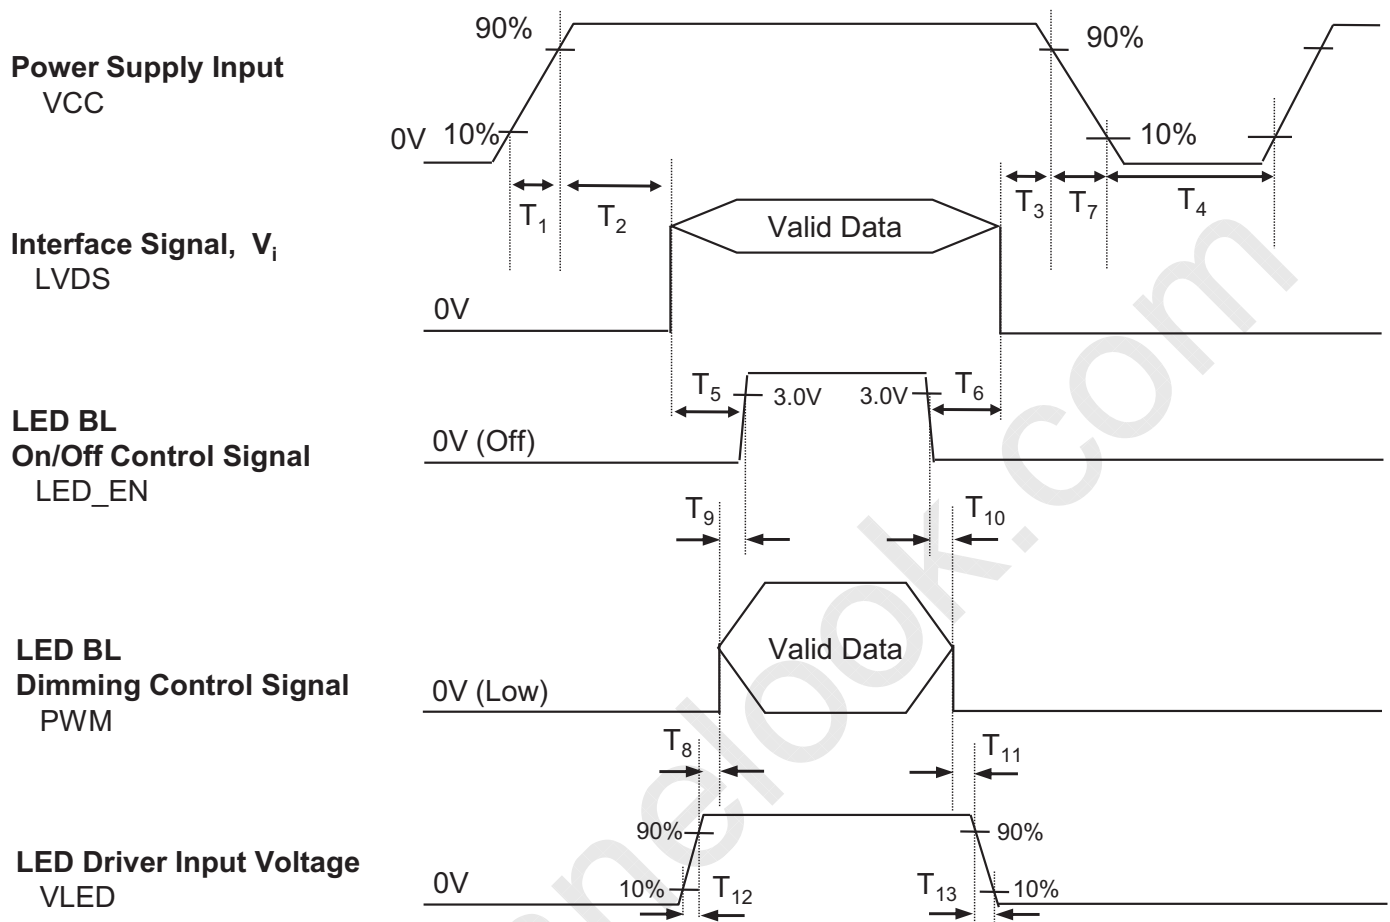 90%
90%
Power Supply Input
VCC
0V 10%
10%
T1
T2
T3
T7
T4
Valid Data
Interface Signal, Vi
LVDS
0V
T5
3.0V
3.0V
T6
LED BL
On/Off Control Signal
LED_EN
0V (Off)
T9
T10
LED BL
Dimming Control Signal
PWM
Valid Data
0V (Low)
T8
T11
90%
90%
LED Driver Input Voltage
VLED
0V
10%
T12
T13
10%
nelook.com